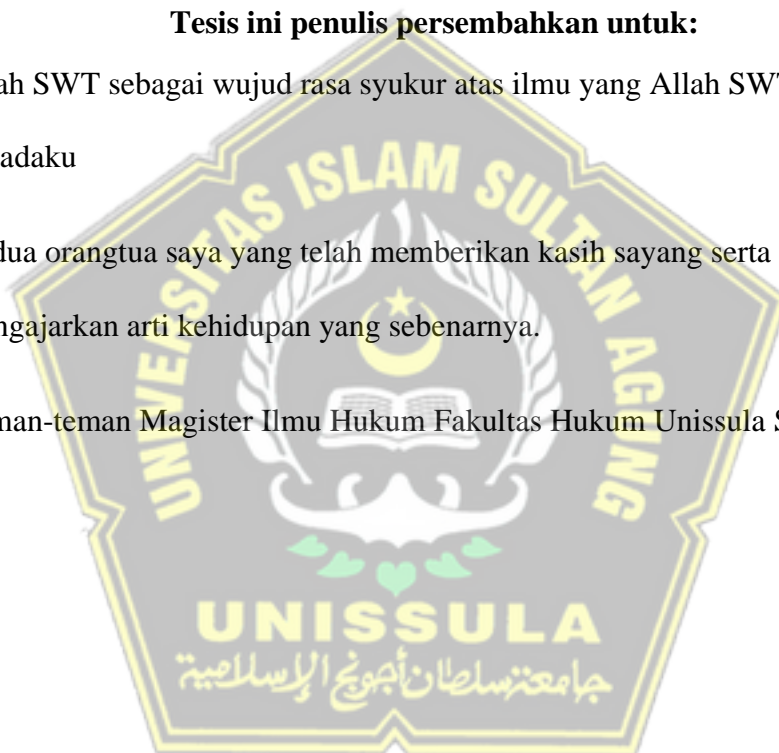 Tesis ini penulis persembahkan untuk:
ah SWT sebagai wujud rasa syukur atas ilmu yang Allah SW
adaku
dua orangtua saya yang telah memberikan kasih sayang serta
ngajarkan arti kehidupan yang sebenarnya.
man-teman Magister Ilmu Hukum Fakultas Hukum Unissula S
UNIVERSITAS ISLAM SULTAN AGUNG
UNISSULA
جامعة سلطان أجونج الإسلامية